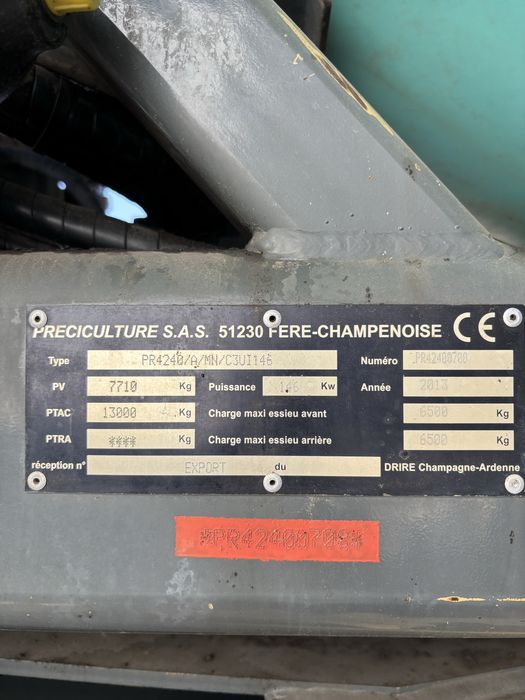 PRECICULTURE S.A.S. 51230 FERE-CHAMPENOISE CE
Type PR4240/A/MN/C3UI146 Numéro
PV 7710 Kg Puissance 146 Kw Année 2013
PTAC 13000 Kg Charge maxi essieu avant 6500 Kg
PTRA **** Kg Charge maxi essieu arrière 6500 Kg
réception n° EXPORT du DRIRE Champagne-Ardenne